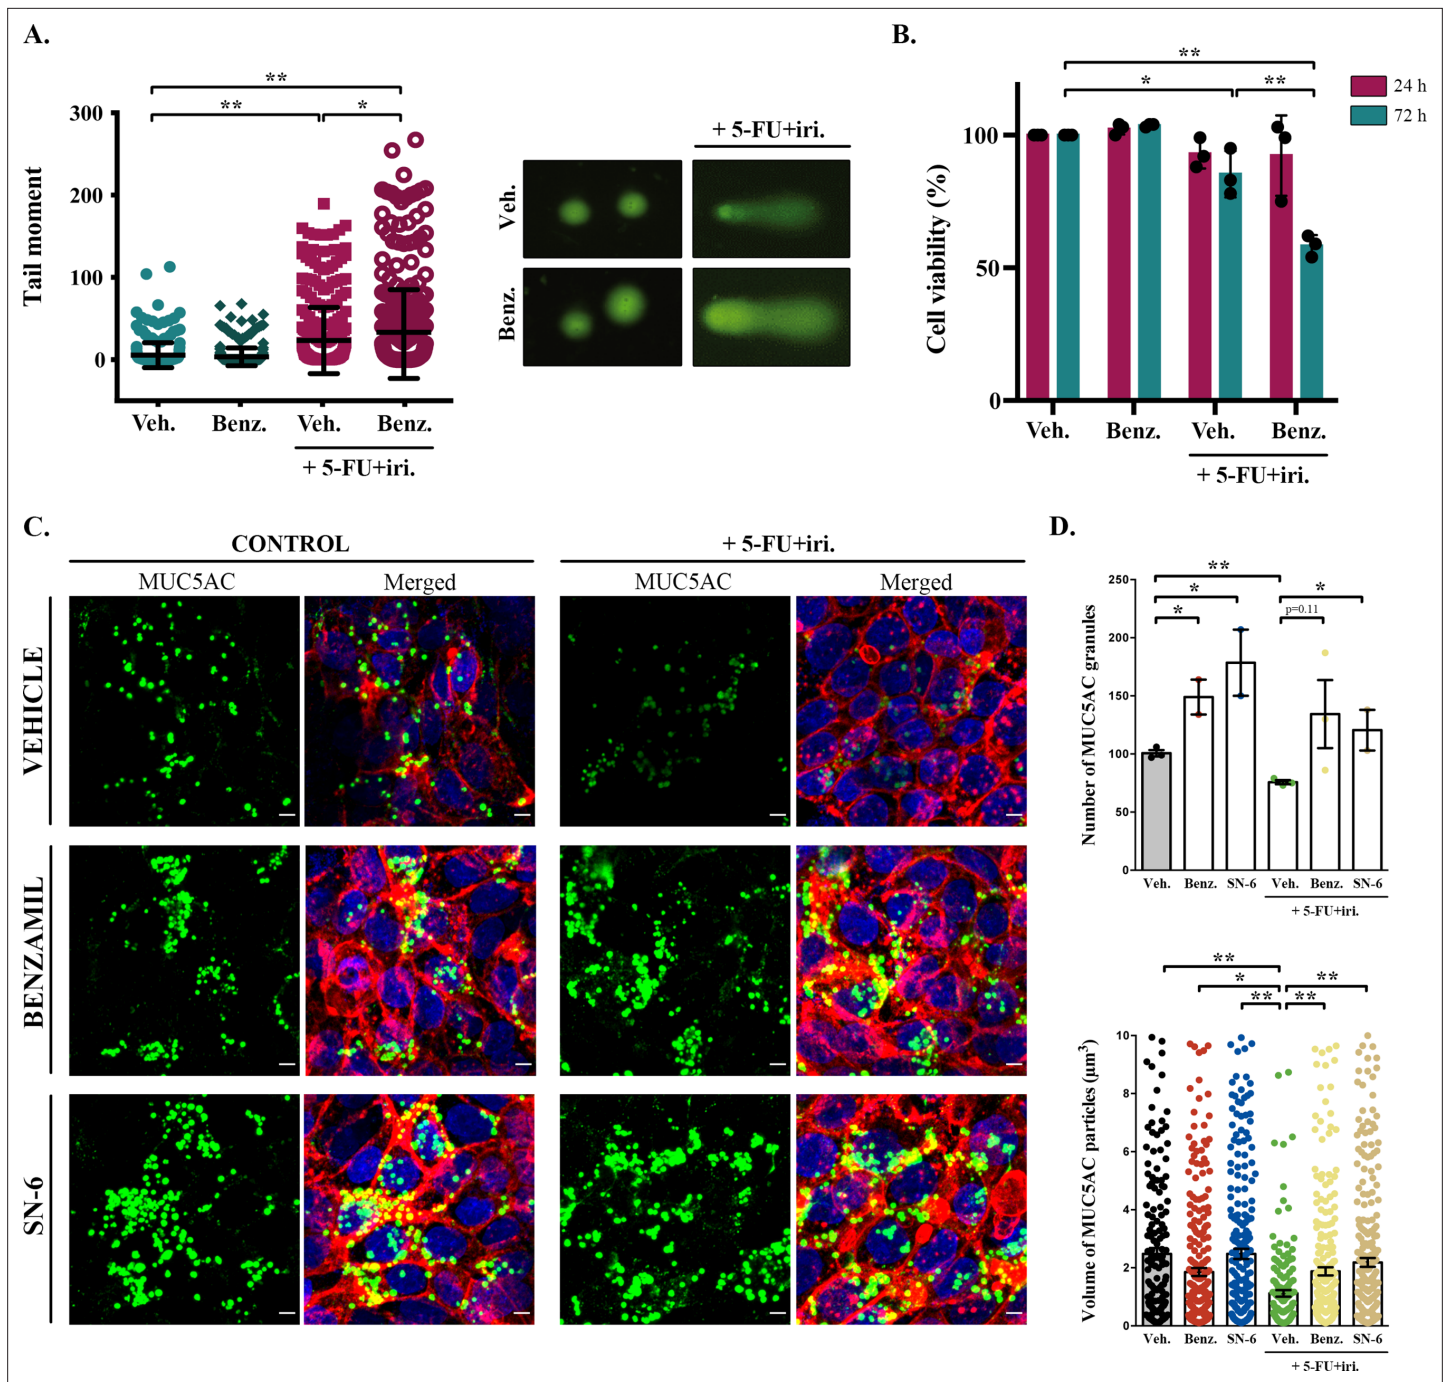 A.
**
**
*
300
200
100
0
Tail moment
Veh.
Benz.
Veh.
Benz.
+ 5-FU+iri.
+ 5-FU+iri.
Veh.
Benz.
B.
**
*
**
24 h
72 h
100
50
0
Cell viability (%)
Veh.
Benz.
Veh.
Benz.
+ 5-FU+iri.
C.
CONTROL
+ 5-FU+iri.
MUC5AC
Merged
MUC5AC
Merged
VEHICLE
BENZAMIL
SN-6
D.
**
*
*
*
p=0.11
250
200
150
100
50
0
Number of MUC5AC granules
Veh.
Benz.
SN-6
Veh.
Benz.
SN-6
+ 5-FU+iri.
**
*
**
**
**
10
8
6
4
2
0
Volume of MUC5AC particles (µm³)
Veh.
Benz.
SN-6
Veh.
Benz.
SN-6
+ 5-FU+iri.